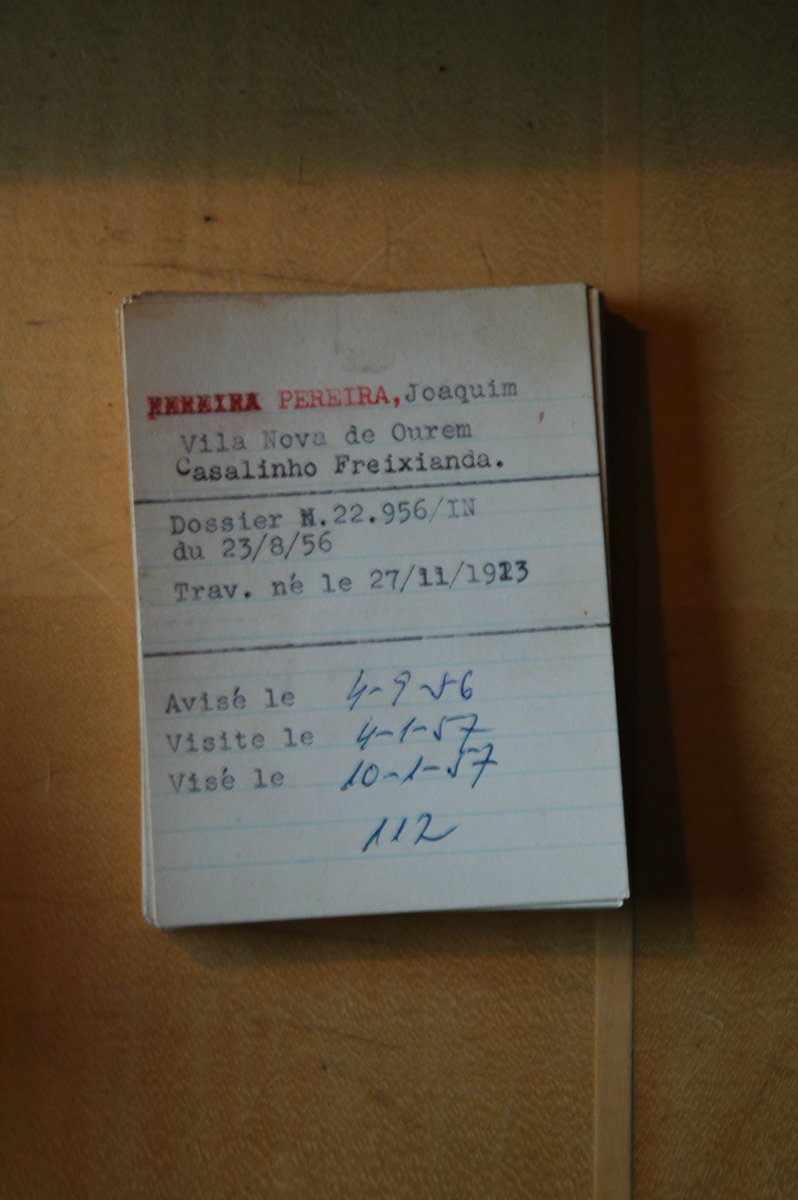 PEREIRA, Joaquim
Vila Nova de Ourem
Casalinho Freixianda.
Dossier N.22.956/IN
du 23/8/56
Trav. né le 27/11/1923
Avisé le 4-9-56
Visite le 4-1-57
Visé le 10-1-57
112